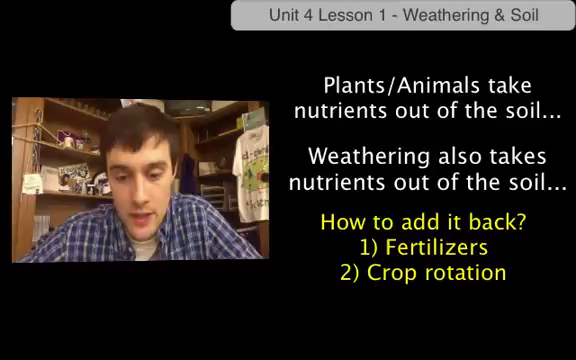 Unit 4 Lesson 1 - Weathering & Soil
Plants/Animals take
nutrients out of the soil...
Weathering also takes
nutrients out of the soil...
How to add it back?
1) Fertilizers
2) Crop rotation